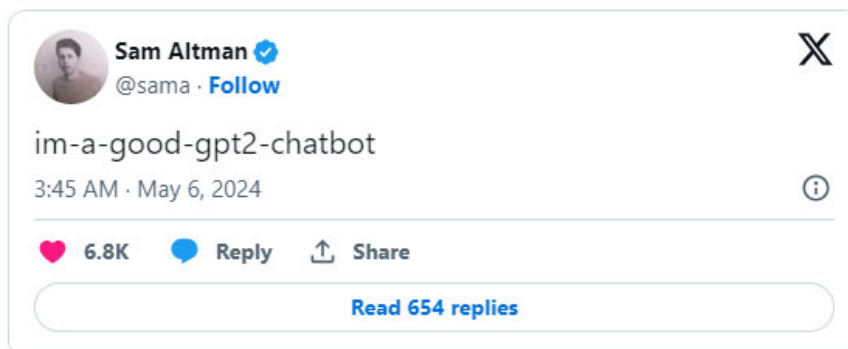 Sam Altman
@sama · Follow
im-a-good-gpt2-chatbot
3:45 AM · May 6, 2024
6.8K Reply Share
Read 654 replies